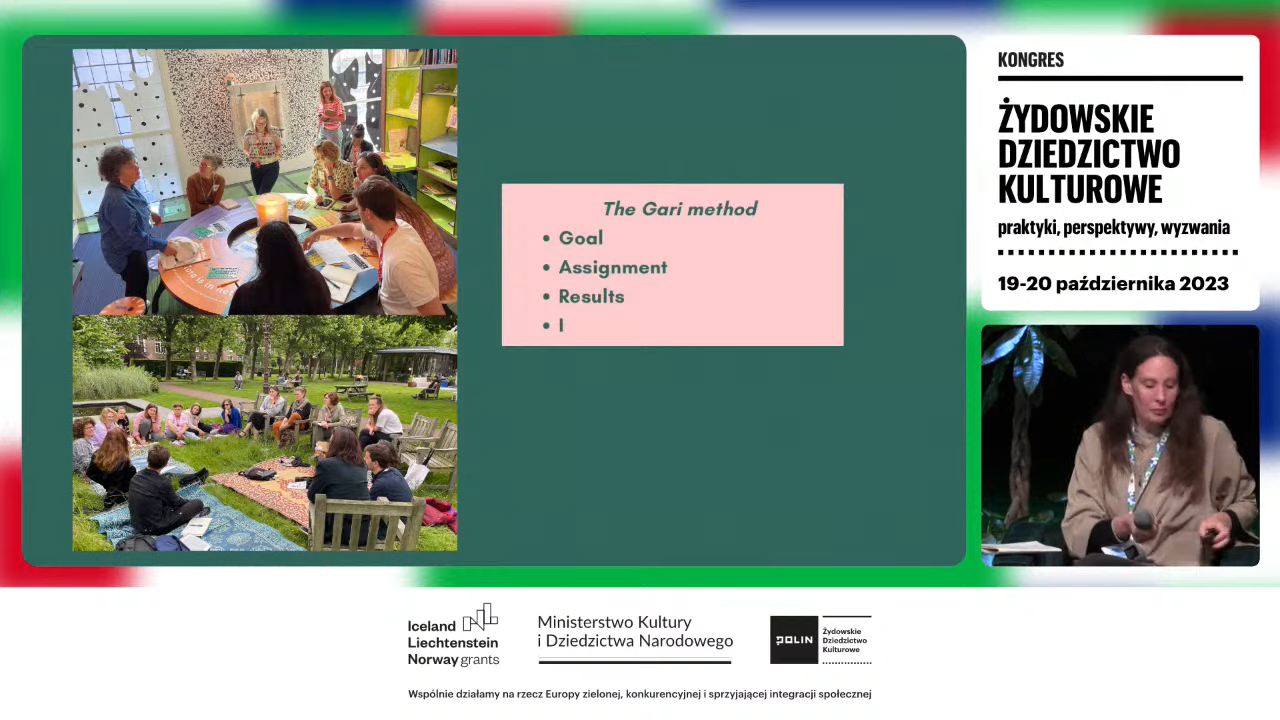 The Gari method
• Goal
• Assignment
• Results
• I
KONGRES
ŻYDOWSKIE
DZIEDZICTWO
KULTUROWE
praktyki, perspektywy, wyzwania
19-20 października 2023
Iceland
Liechtenstein
Norway grants
Ministerstwo Kultury
i Dziedzictwa Narodowego
POLIN
Żydowskie
Dziedzictwo
Kulturowe
Wspólnie działamy na rzecz Europy zielonej, konkurencyjnej i sprzyjającej integracji społecznej